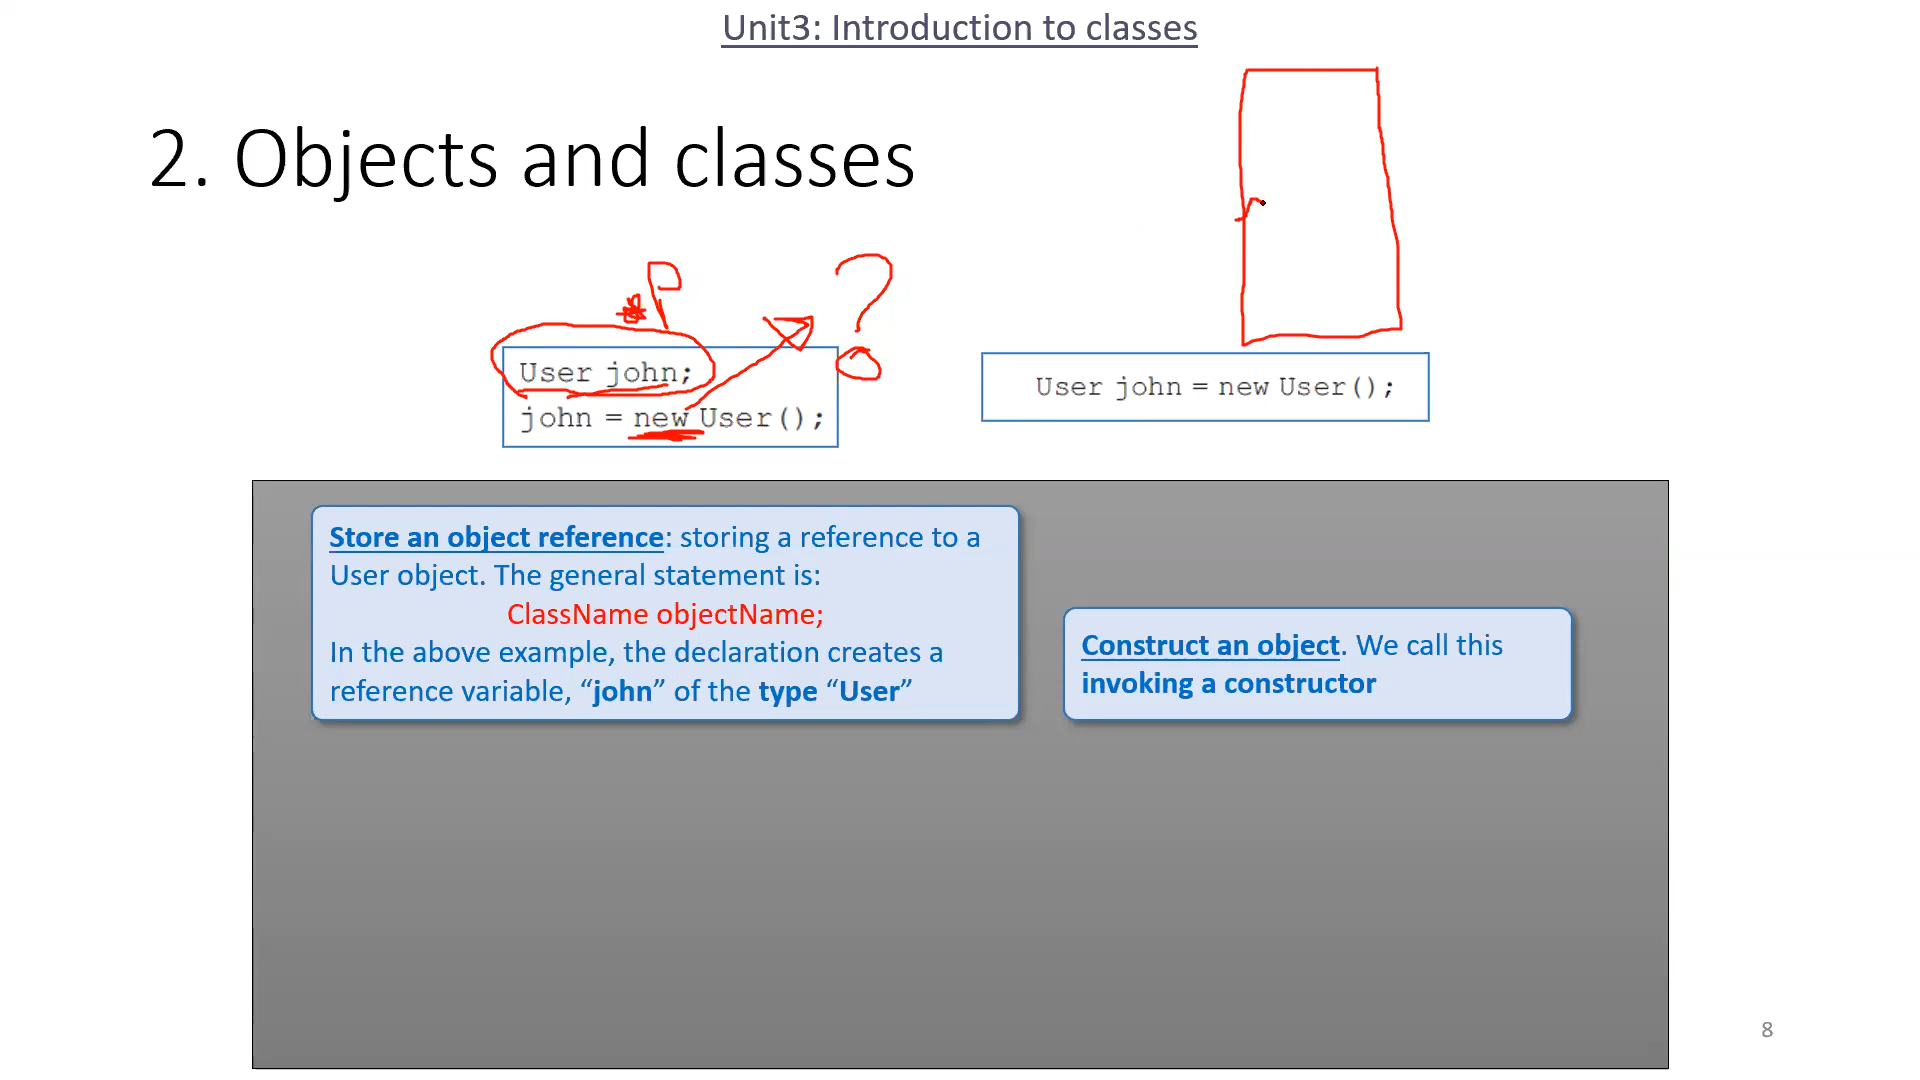 Unit3: Introduction to classes
2. Objects and classes
*P
?
User john;
john = new User();
User john = new User();
Store an object reference: storing a reference to a
User object. The general statement is:
ClassName objectName;
In the above example, the declaration creates a
reference variable, “john” of the type “User”
Construct an object. We call this
invoking a constructor
8